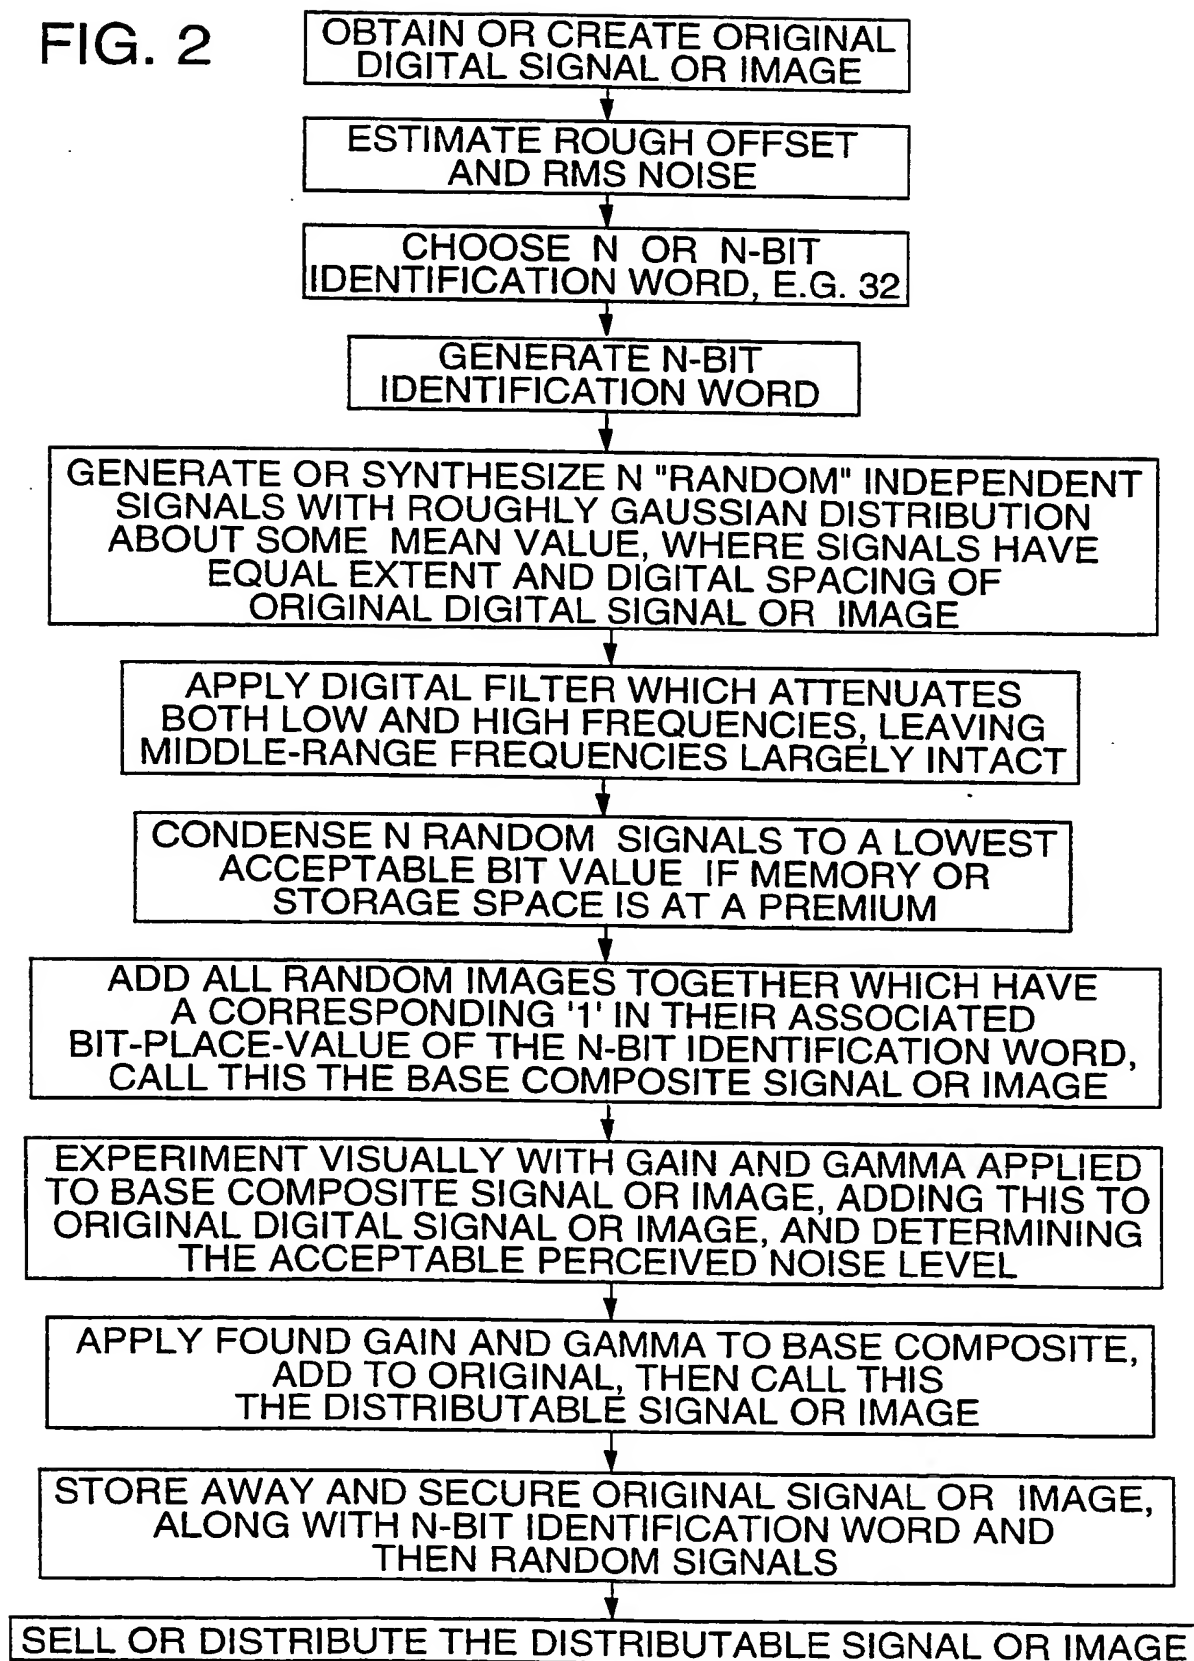 FIG. 2
OBTAIN OR CREATE ORIGINAL
DIGITAL SIGNAL OR IMAGE
ESTIMATE ROUGH OFFSET
AND RMS NOISE
CHOOSE N OR N-BIT
IDENTIFICATION WORD, E.G. 32
GENERATE N-BIT
IDENTIFICATION WORD
GENERATE OR SYNTHESIZE N "RANDOM" INDEPENDENT
SIGNALS WITH ROUGHLY GAUSSIAN DISTRIBUTION
ABOUT SOME MEAN VALUE, WHERE SIGNALS HAVE
EQUAL EXTENT AND DIGITAL SPACING OF
ORIGINAL DIGITAL SIGNAL OR IMAGE
APPLY DIGITAL FILTER WHICH ATTENUATES
BOTH LOW AND HIGH FREQUENCIES, LEAVING
MIDDLE-RANGE FREQUENCIES LARGELY INTACT
CONDENSE N RANDOM SIGNALS TO A LOWEST
ACCEPTABLE BIT VALUE IF MEMORY OR
STORAGE SPACE IS AT A PREMIUM
ADD ALL RANDOM IMAGES TOGETHER WHICH HAVE
A CORRESPONDING '1' IN THEIR ASSOCIATED
BIT-PLACE-VALUE OF THE N-BIT IDENTIFICATION WORD,
CALL THIS THE BASE COMPOSITE SIGNAL OR IMAGE
EXPERIMENT VISUALLY WITH GAIN AND GAMMA APPLIED
TO BASE COMPOSITE SIGNAL OR IMAGE, ADDING THIS TO
ORIGINAL DIGITAL SIGNAL OR IMAGE, AND DETERMINING
THE ACCEPTABLE PERCEIVED NOISE LEVEL
APPLY FOUND GAIN AND GAMMA TO BASE COMPOSITE,
ADD TO ORIGINAL, THEN CALL THIS
THE DISTRIBUTABLE SIGNAL OR IMAGE
STORE AWAY AND SECURE ORIGINAL SIGNAL OR IMAGE,
ALONG WITH N-BIT IDENTIFICATION WORD AND
THEN RANDOM SIGNALS
SELL OR DISTRIBUTE THE DISTRIBUTABLE SIGNAL OR IMAGE